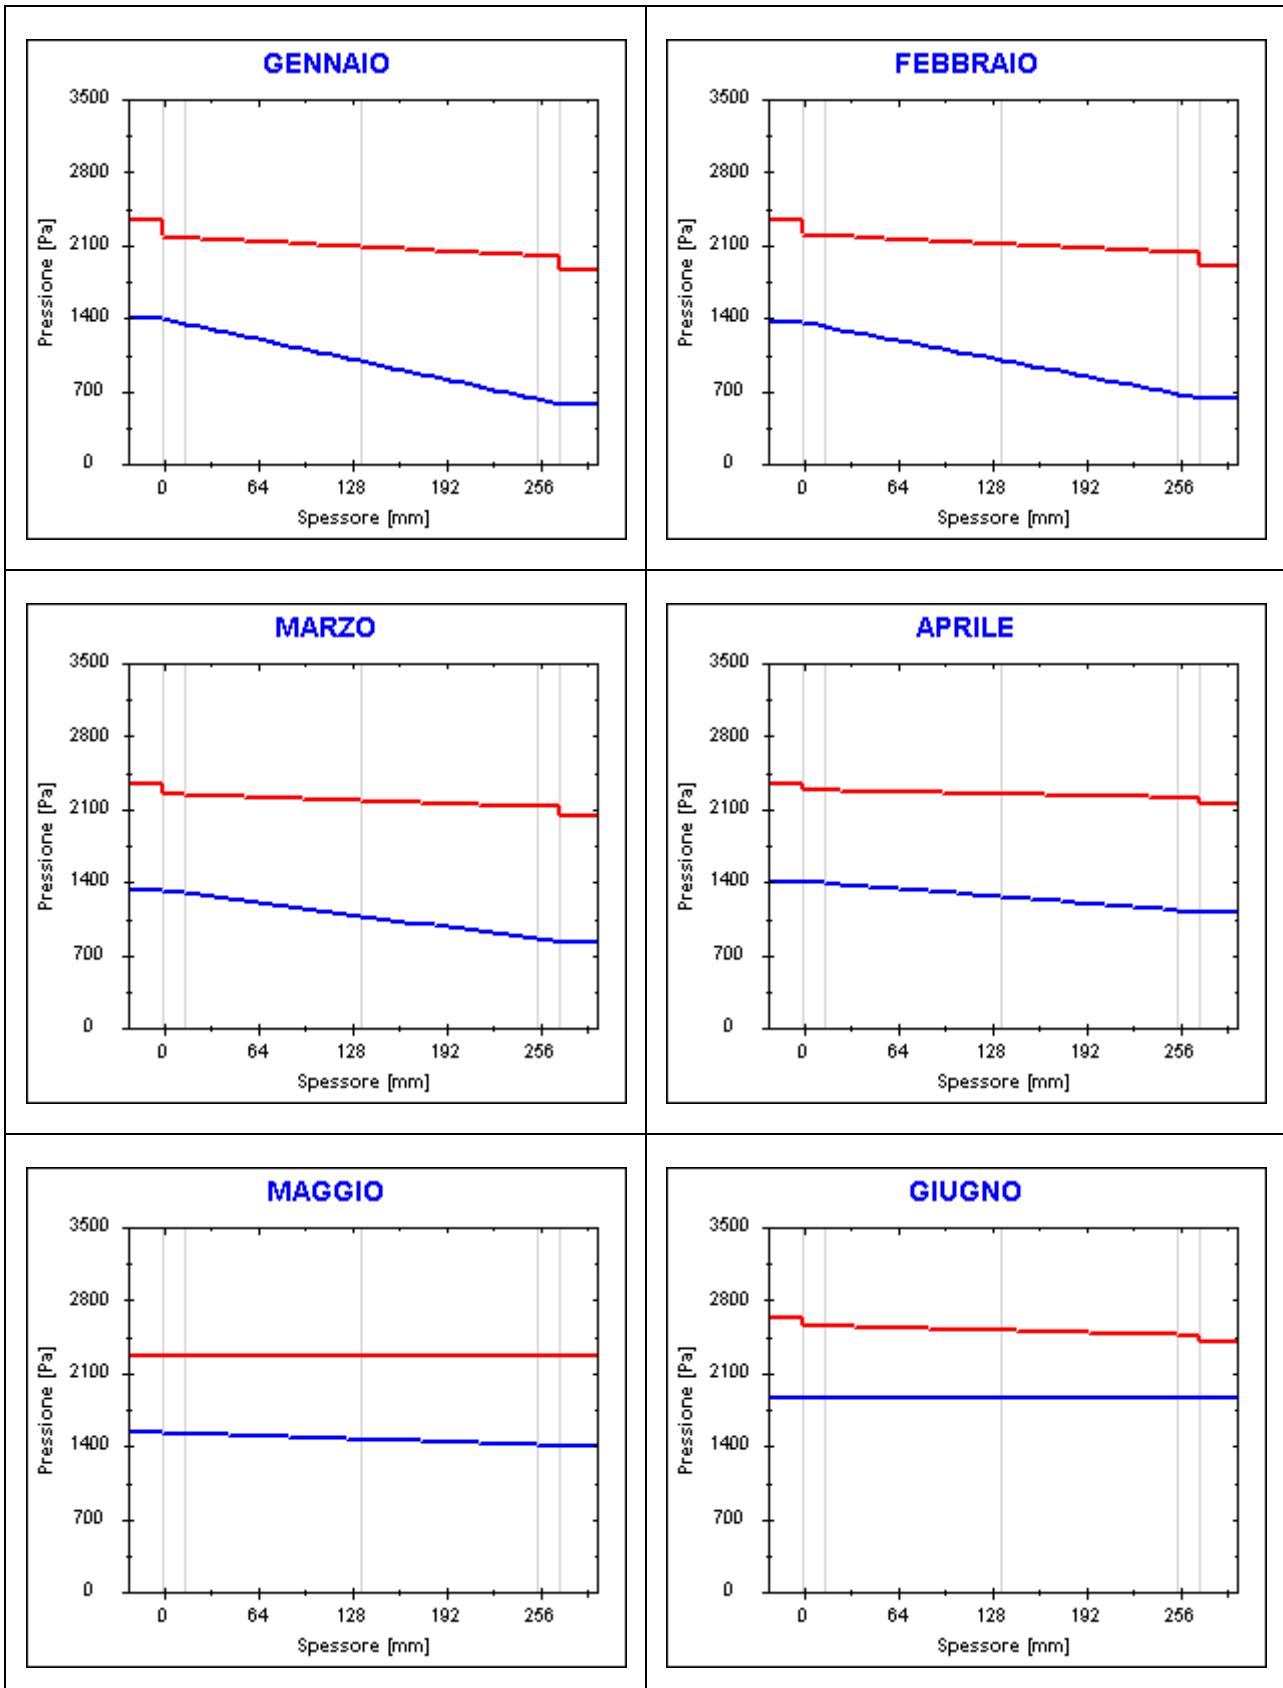 GENNAIO
3500
2800
2100
1400
700
0
Pressione [Pa]
0 64 128 192 256
Spessore [mm]
FEBBRAIO
3500
2800
2100
1400
700
0
Pressione [Pa]
0 64 128 192 256
Spessore [mm]
MARZO
3500
2800
2100
1400
700
0
Pressione [Pa]
0 64 128 192 256
Spessore [mm]
APRILE
3500
2800
2100
1400
700
0
Pressione [Pa]
0 64 128 192 256
Spessore [mm]
MAGGIO
3500
2800
2100
1400
700
0
Pressione [Pa]
0 64 128 192 256
Spessore [mm]
GIUGNO
3500
2800
2100
1400
700
0
Pressione [Pa]
0 64 128 192 256
Spessore [mm]